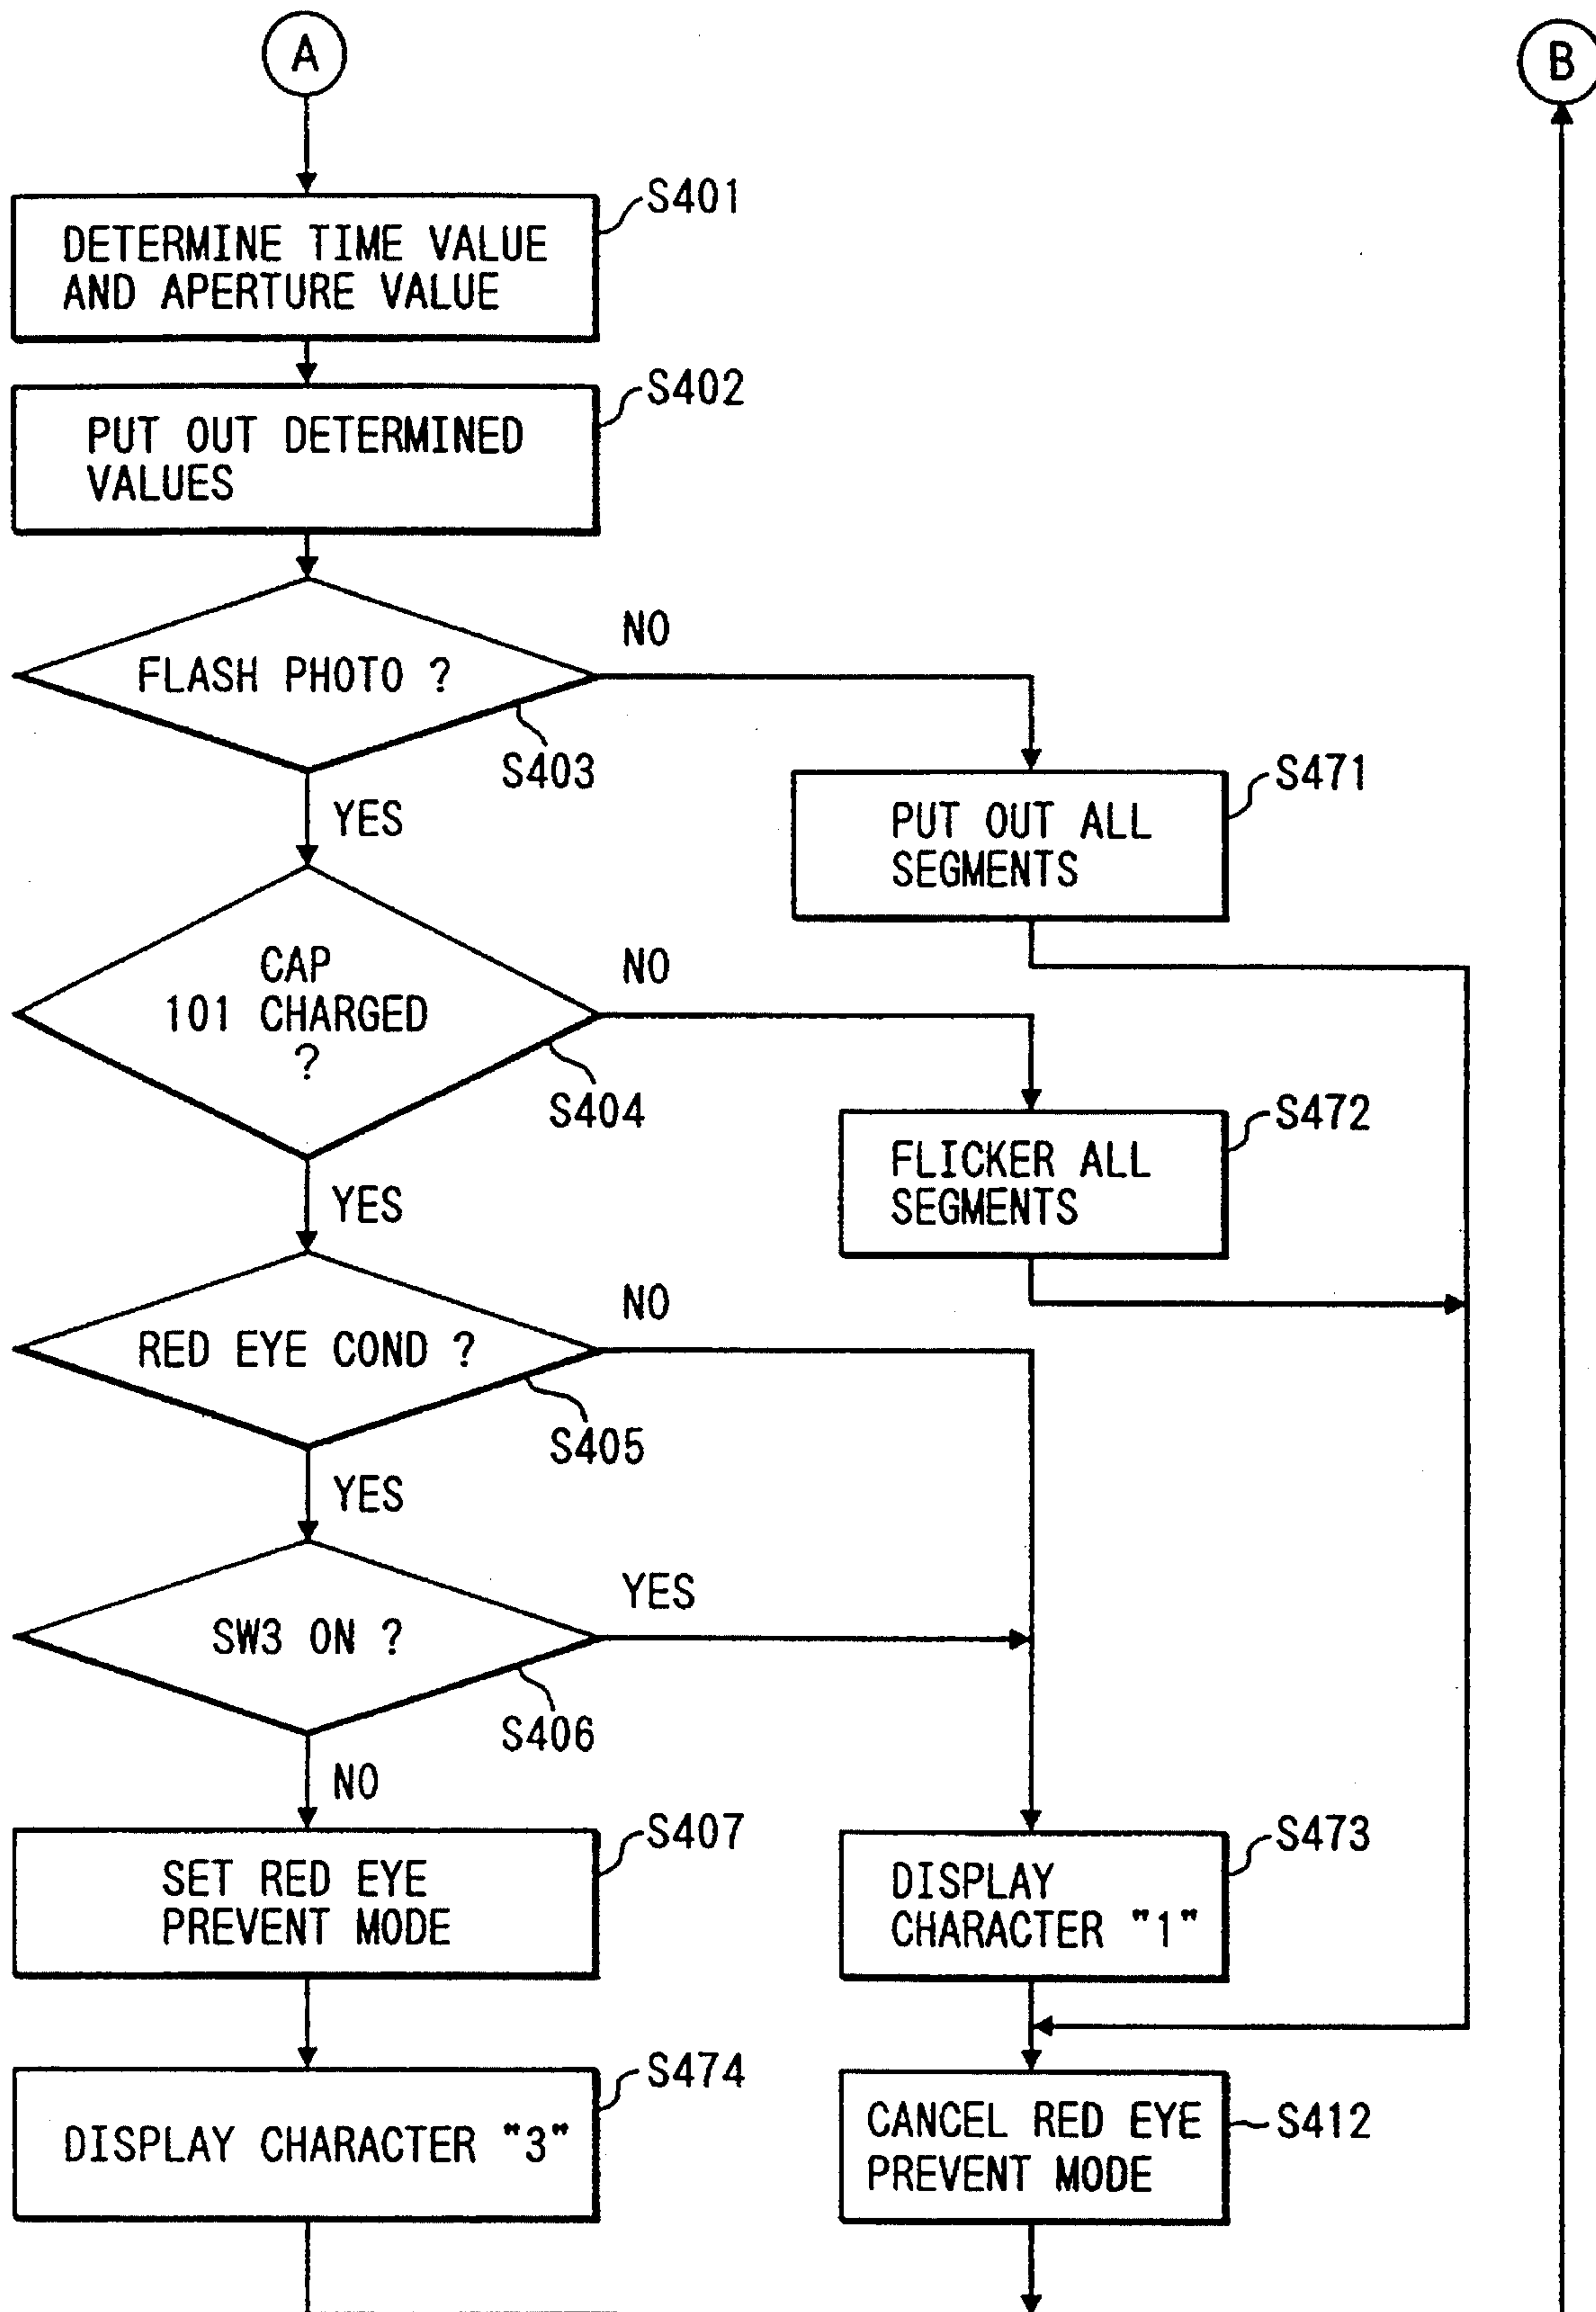 A
B
S401
DETERMINE TIME VALUE
AND APERTURE VALUE
S402
PUT OUT DETERMINED
VALUES
FLASH PHOTO ?
NO
S403
YES
S471
PUT OUT ALL
SEGMENTS
CAP
101 CHARGED
?
NO
S404
YES
S472
FLICKER ALL
SEGMENTS
RED EYE COND ?
NO
S405
YES
SW3 ON ?
YES
S406
NO
S407
SET RED EYE
PREVENT MODE
S473
DISPLAY
CHARACTER "1"
S474
DISPLAY CHARACTER "3"
CANCEL RED EYE
PREVENT MODE
S412